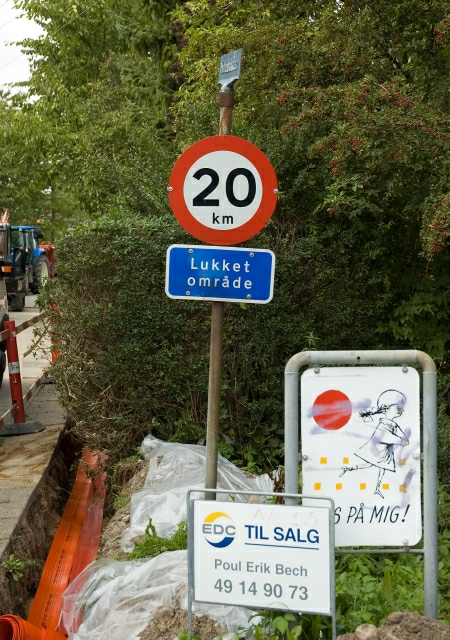 20
km
Lukket
område
PÅ MIG!
EDC TIL SALG
Poul Erik Bech
49 14 90 73